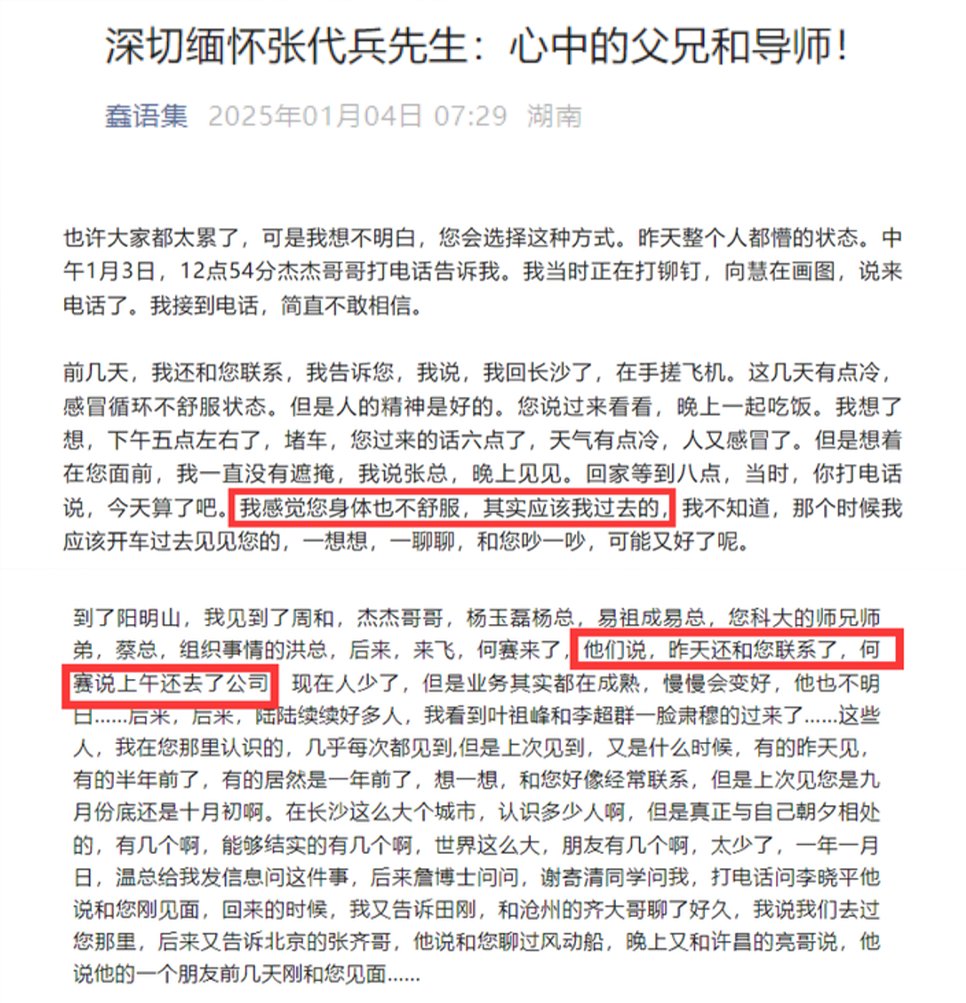 深切缅怀张代兵先生：心中的父兄和导师！
蠢语集 2025年01月04日 07:29 湖南
也许大家都太累了，可是我想不明白，您会选择这种方式。昨天整个人都懵的状态。中
午1月3日，12点54分杰杰哥哥打电话告诉我。我当时正在打铆钉，向慧在画图，说来
电话了。我接到电话，简直不敢相信。
前几天，我还和您联系，我告诉您，我说，我回长沙了，在手搓飞机。这几天有点冷，
感冒循环不舒服状态。但是人的精神是好的。您说过来看看，晚上一起吃饭。我想了
想，下午五点左右了，堵车，您过来的话六点了，天气有点冷，人又感冒了。但是想着
在您面前，我一直没有遮掩，我说张总，晚上见见。回家等到八点，当时，你打电话
说，今天算了吧。我感觉您身体也不舒服，其实应该我过去的，我不知道，那个时候我
应该开车过去见见您的，一想想，一聊聊，和您吵一吵，可能又好了呢。
到了阳明山，我见到了周和，杰杰哥哥，杨玉磊杨总，易祖成易总，您科大的师兄师
弟，蔡总，组织事情的洪总，后来，来飞，何赛来了，他们说，昨天还和您联系了，何
赛说上午还去了公司 现在人少了，但是业务其实都在成熟，慢慢会变好，他也不明
白……后来，后来，陆陆续续好多人，我看到叶祖峰和李超群一脸肃穆的过来了……这些
人，我在您那里认识的，几乎每次都见到,但是上次见到，又是什么时候，有的昨天见，
有的半年前了，有的居然是一年前了，想一想，和您好像经常联系，但是上次见您是九
月份底还是十月初啊。在长沙这么大个城市，认识多少人啊，但是真正与自己朝夕相处
的，有几个啊，能够结实的有几个啊，世界这么大，朋友有几个啊，太少了，一年一月
日，温总给我发信息问这件事，后来詹博士问问，谢寄清同学问我，打电话问李晓平他
说和您刚见面，回来的时候，我又告诉田刚，和沧州的齐大哥聊了好久，我说我们去过
您那里，后来又告诉北京的张齐哥，他说和您聊过风动船，晚上又和许昌的亮哥说，他
说他的一个朋友前几天刚和您见面……